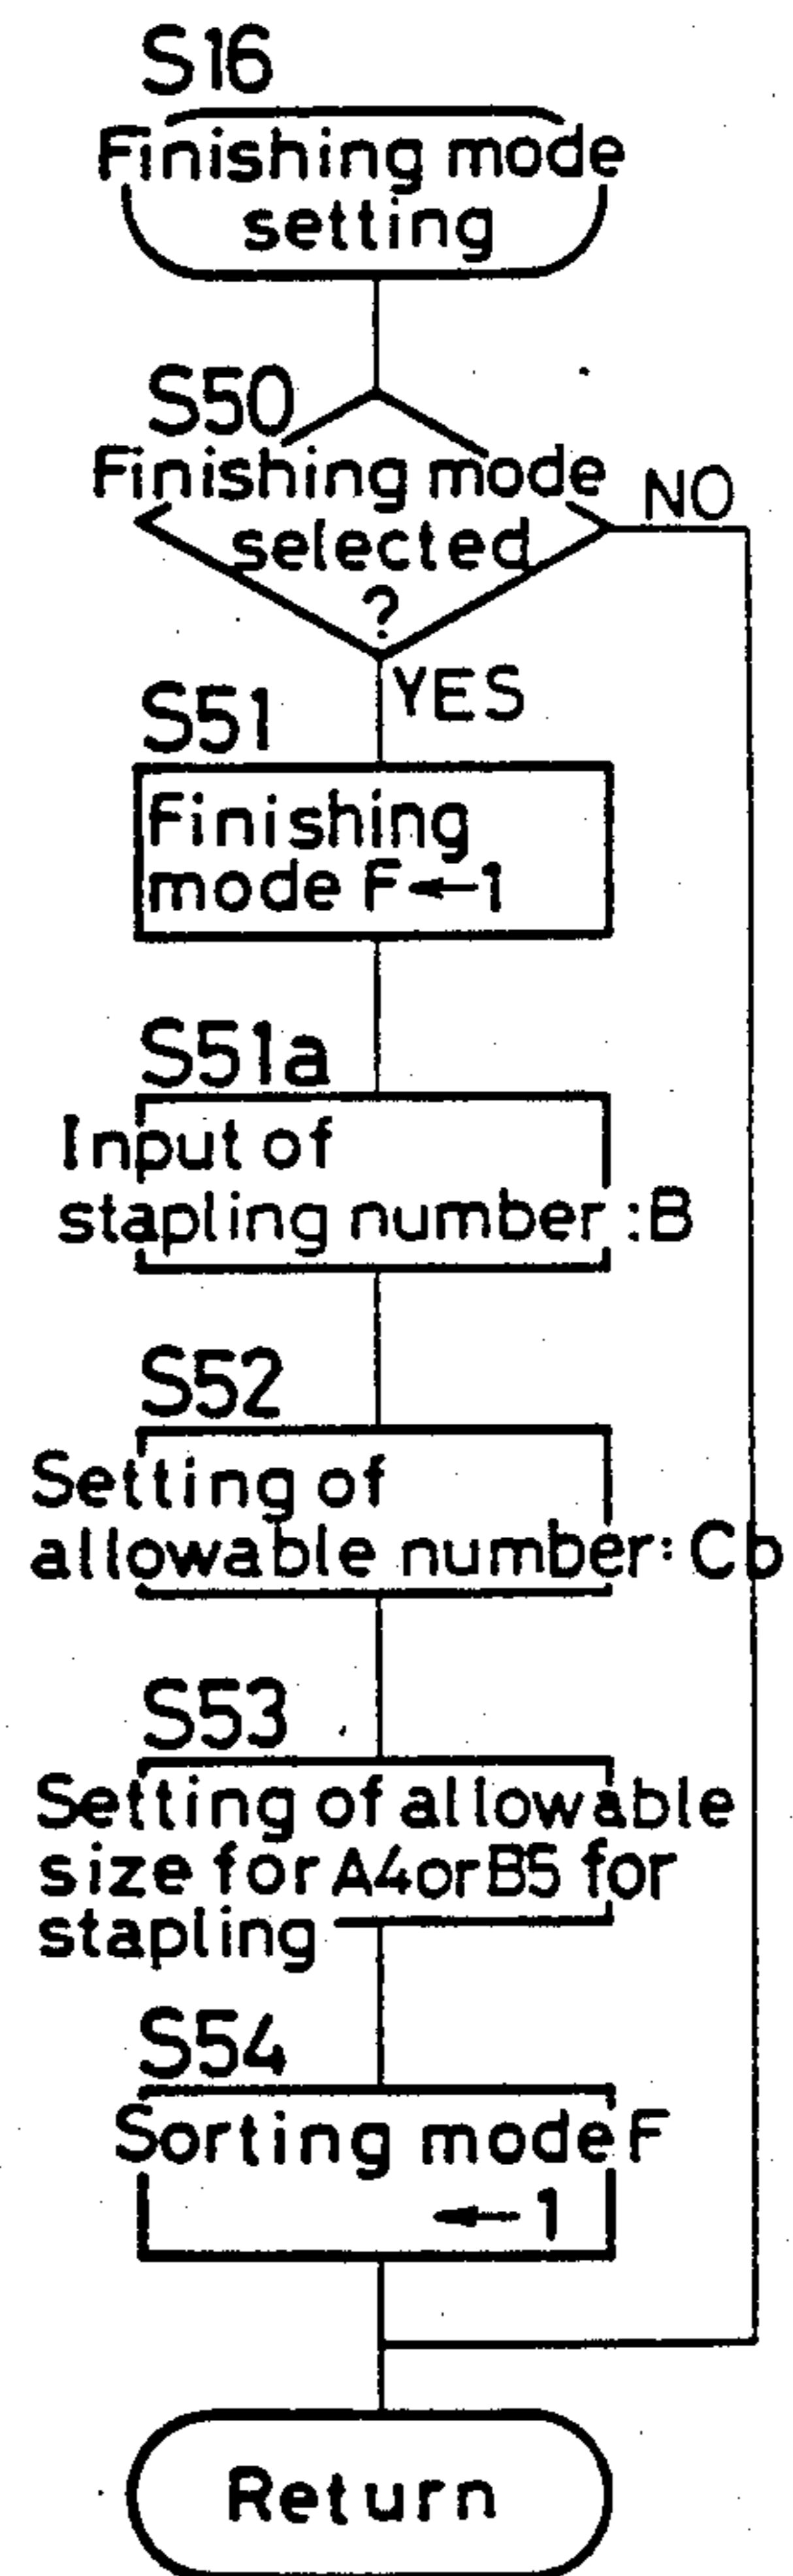 S16
Finishing mode
setting
S50
Finishing mode
selected
?
NO
YES
S51
Finishing
mode F←1
S51a
Input of
stapling number :B
S52
Setting of
allowable number: Cb
S53
Setting of allowable
size for A4 or B5 for
stapling
S54
Sorting mode F
←1
Return